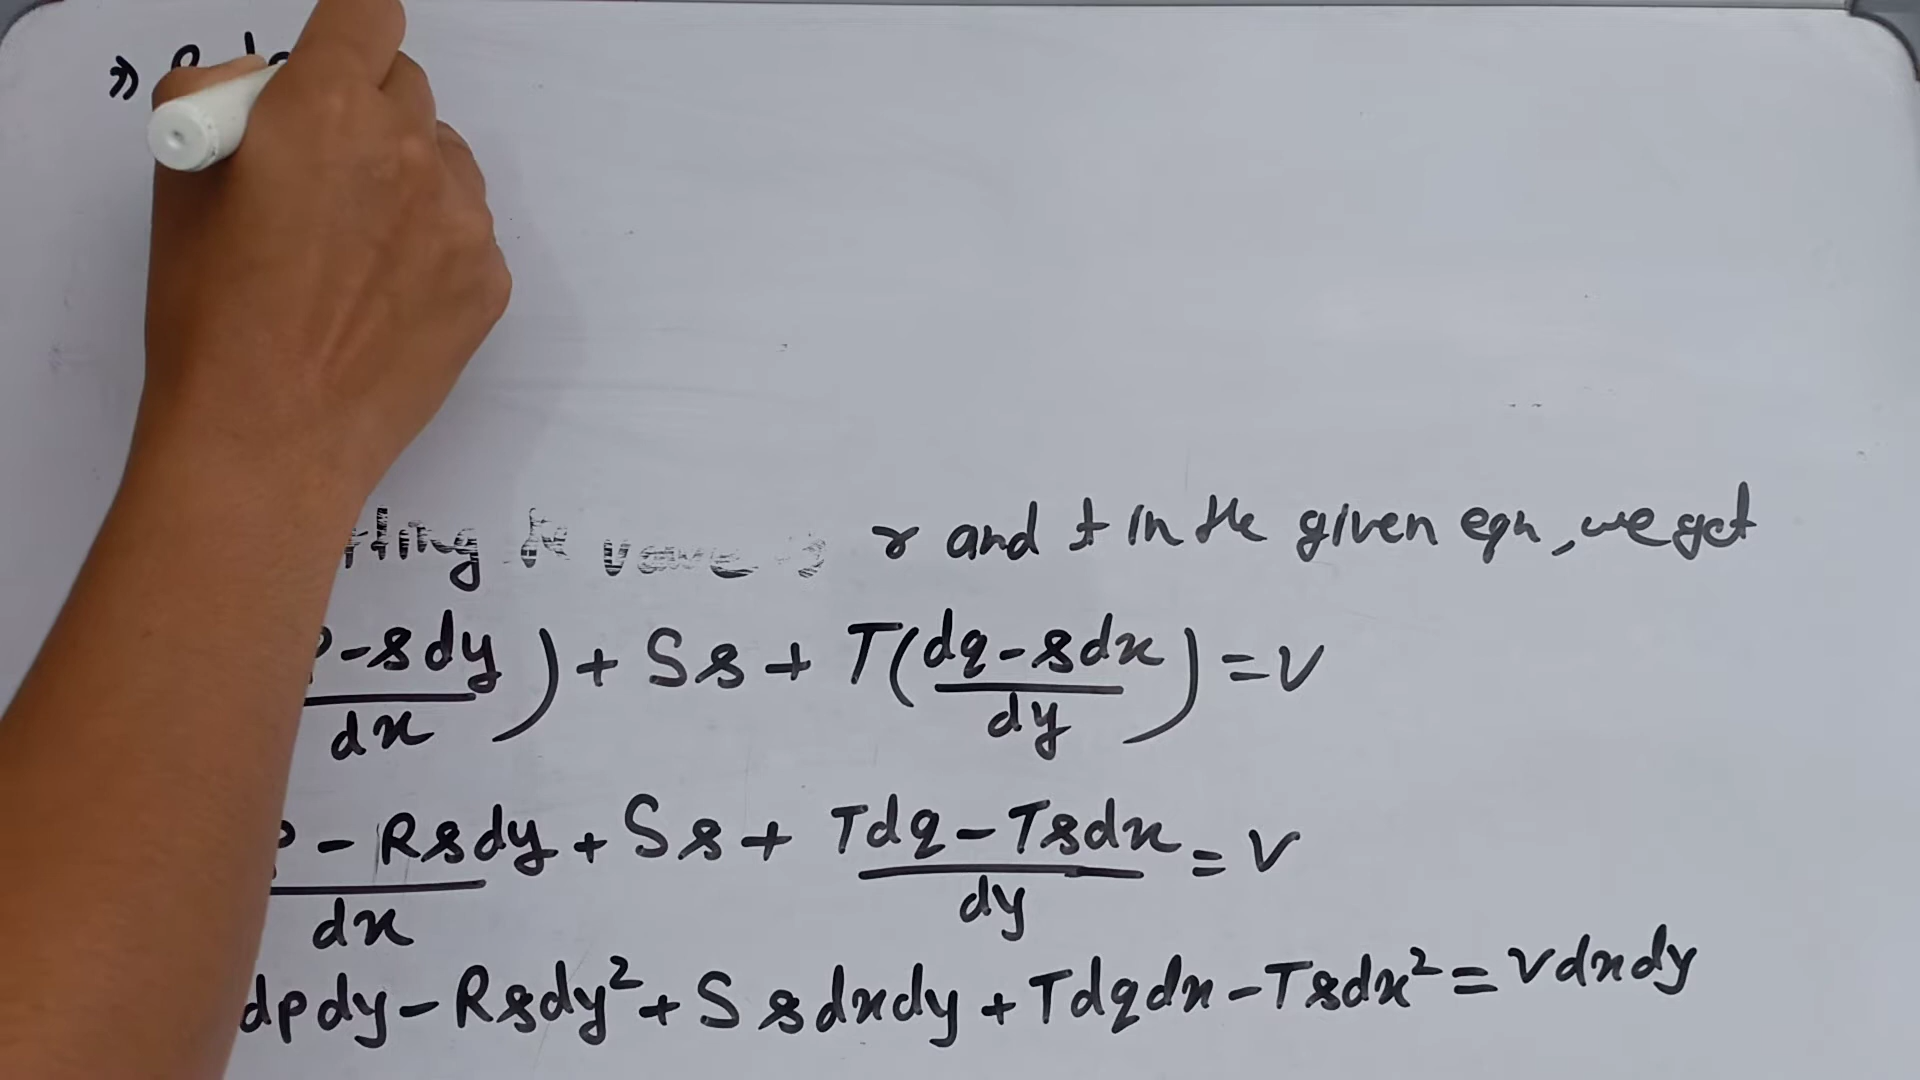 ⇒ R d
r and t in the given eqn, we get
-sdy/dx) + Ss + T(dq-sdx/dy) = V
- Rsdy/dx + Ss + Tdq - Tsdx/dy = V
dpdy - Rsdy² + Ssdxdy + Tdqdx - Tsdx² = Vdxdy